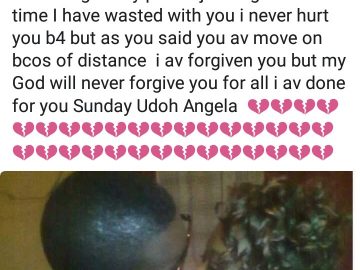 time I have wasted with you i never hurt
you b4 but as you said you av move on
bcos of distance  i av forgiven you but my
God will never forgive you for all i av done
for you Sunday Udoh Angela 💔💔💔💔
💔💔💔💔💔💔💔💔💔💔💔💔💔💔
💔💔💔💔💔💔💔💔💔💔💔💔💔💔